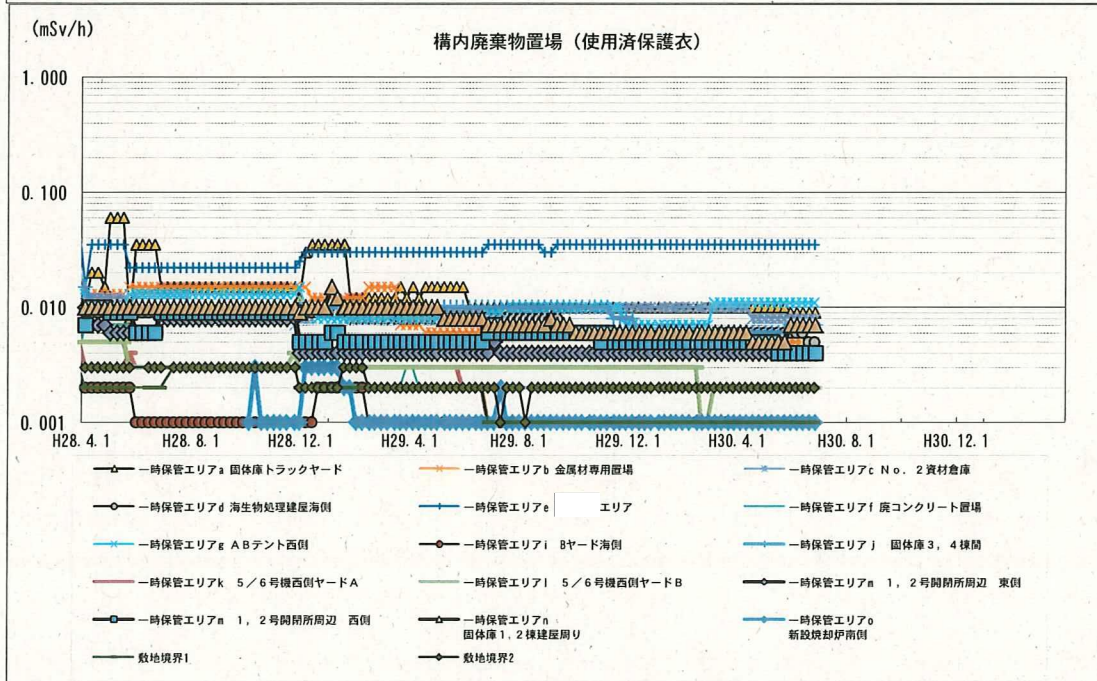 (mSv/h)
構内廃棄物置場（使用済保護衣）
1.000
0.100
0.010
0.001
H28.4.1 H28.8.1 H28.12.1 H29.4.1 H29.8.1 H29.12.1 H30.4.1 H30.8.1 H30.12.1
一時保管エリアa 固体庫トラックヤード 一時保管エリアb 金属材専用置場 一時保管エリアc No. 2資材倉庫
一時保管エリアd 海生物処理建屋海側 一時保管エリアe エリア 一時保管エリアf 廃コンクリート置場
一時保管エリアg ABテント西側 一時保管エリアi Bヤード海側 一時保管エリアj 固体庫3，4棟間
一時保管エリアk 5／6号機西側ヤードA 一時保管エリアl 5／6号機西側ヤードB 一時保管エリアm 1，2号開閉所周辺 東側
一時保管エリアm 1，2号開閉所周辺 西側 一時保管エリアn 一時保管エリアo
固体庫1,2棟建屋周り 新設焼却炉南側
敷地境界1 敷地境界2